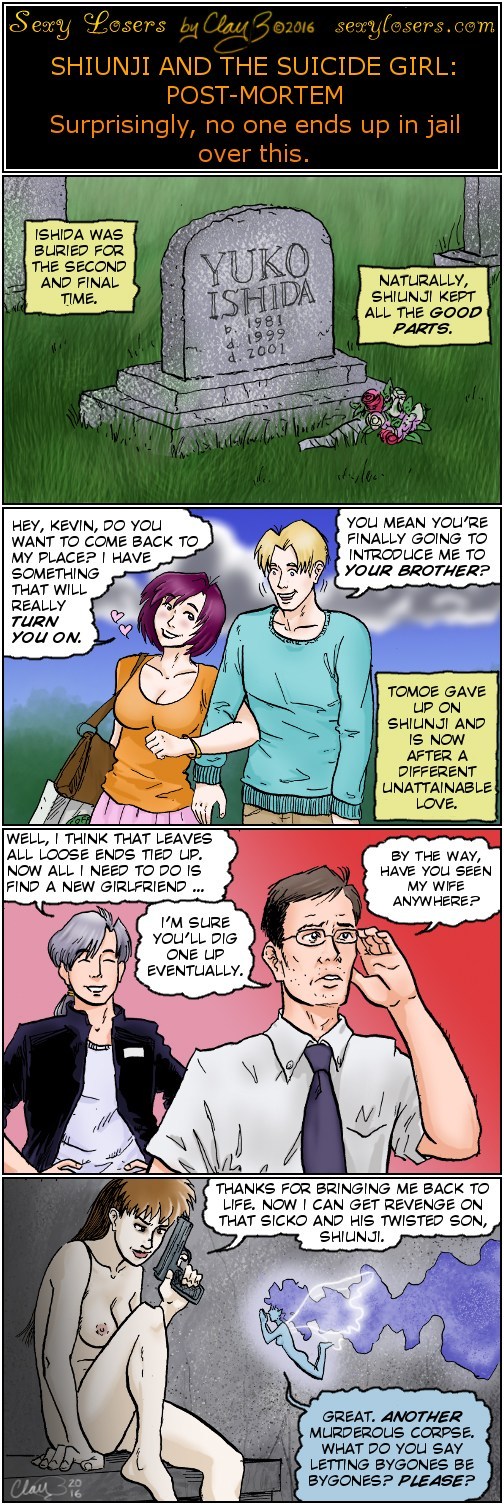 Sexy Losers by Clay 3 ©2016 sexylosers.com
SHIUNJI AND THE SUICIDE GIRL:
POST-MORTEM
Surprisingly, no one ends up in jail
over this.
ISHIDA WAS
BURIED FOR
THE SECOND
AND FINAL
TIME.
YUKO
ISHIDA
b. 1981
d. 1999
d. 2001
NATURALLY,
SHIUNJI KEPT
ALL THE GOOD
PARTS.
HEY, KEVIN, DO YOU
WANT TO COME BACK TO
MY PLACE? I HAVE
SOMETHING
THAT WILL
REALLY
TURN
YOU ON.
YOU MEAN YOU'RE
FINALLY GOING TO
INTRODUCE ME TO
YOUR BROTHER?
TOMOE GAVE
UP ON
SHIUNJI AND
IS NOW
AFTER A
DIFFERENT
UNATTAINABLE
LOVE.
WELL, I THINK THAT LEAVES
ALL LOOSE ENDS TIED UP.
NOW ALL I NEED TO DO IS
FIND A NEW GIRLFRIEND ...
I'M SURE
YOU'LL DIG
ONE UP
EVENTUALLY.
BY THE WAY,
HAVE YOU SEEN
MY WIFE
ANYWHERE?
THANKS FOR BRINGING ME BACK TO
LIFE. NOW I CAN GET REVENGE ON
THAT SICKO AND HIS TWISTED SON,
SHIUNJI.
GREAT. ANOTHER
MURDEROUS CORPSE.
WHAT DO YOU SAY
LETTING BYGONES BE
BYGONES? PLEASE?
Clay 3 2016